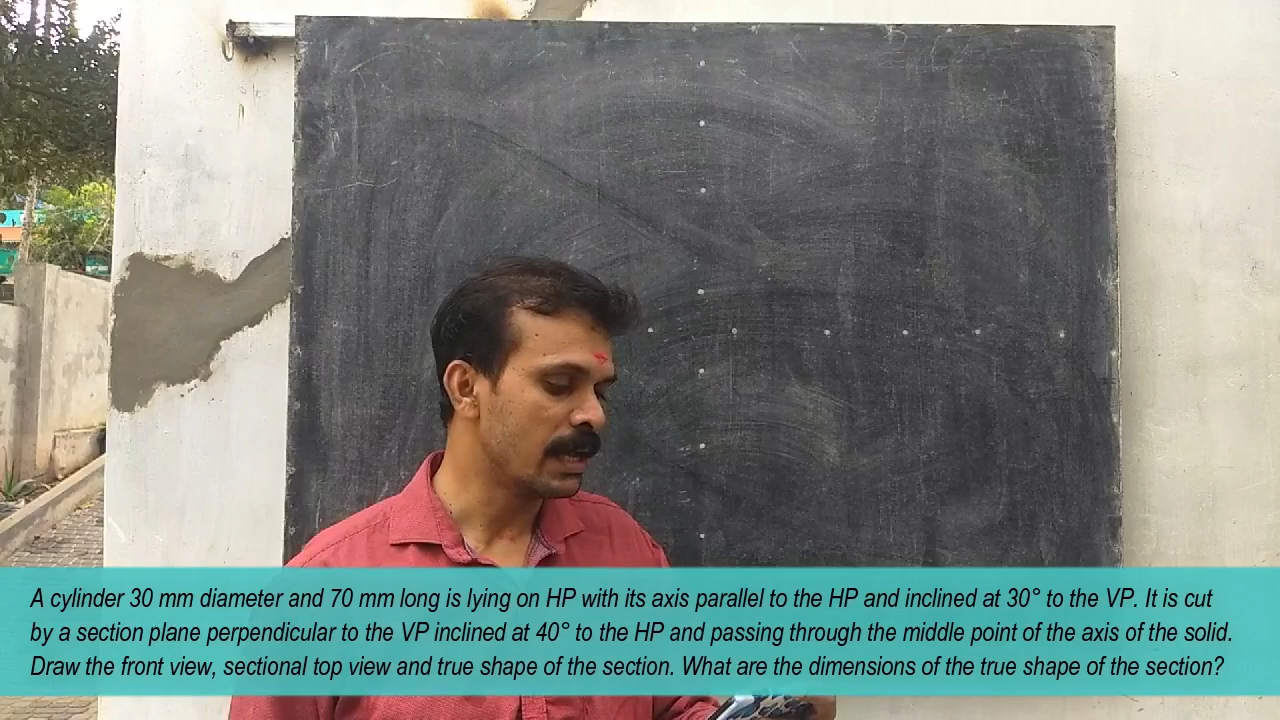 A cylinder 30 mm diameter and 70 mm long is lying on HP with its axis parallel to the HP and inclined at 30° to the VP. It is cut
by a section plane perpendicular to the VP inclined at 40° to the HP and passing through the middle point of the axis of the solid.
Draw the front view, sectional top view and true shape of the section. What are the dimensions of the true shape of the section?